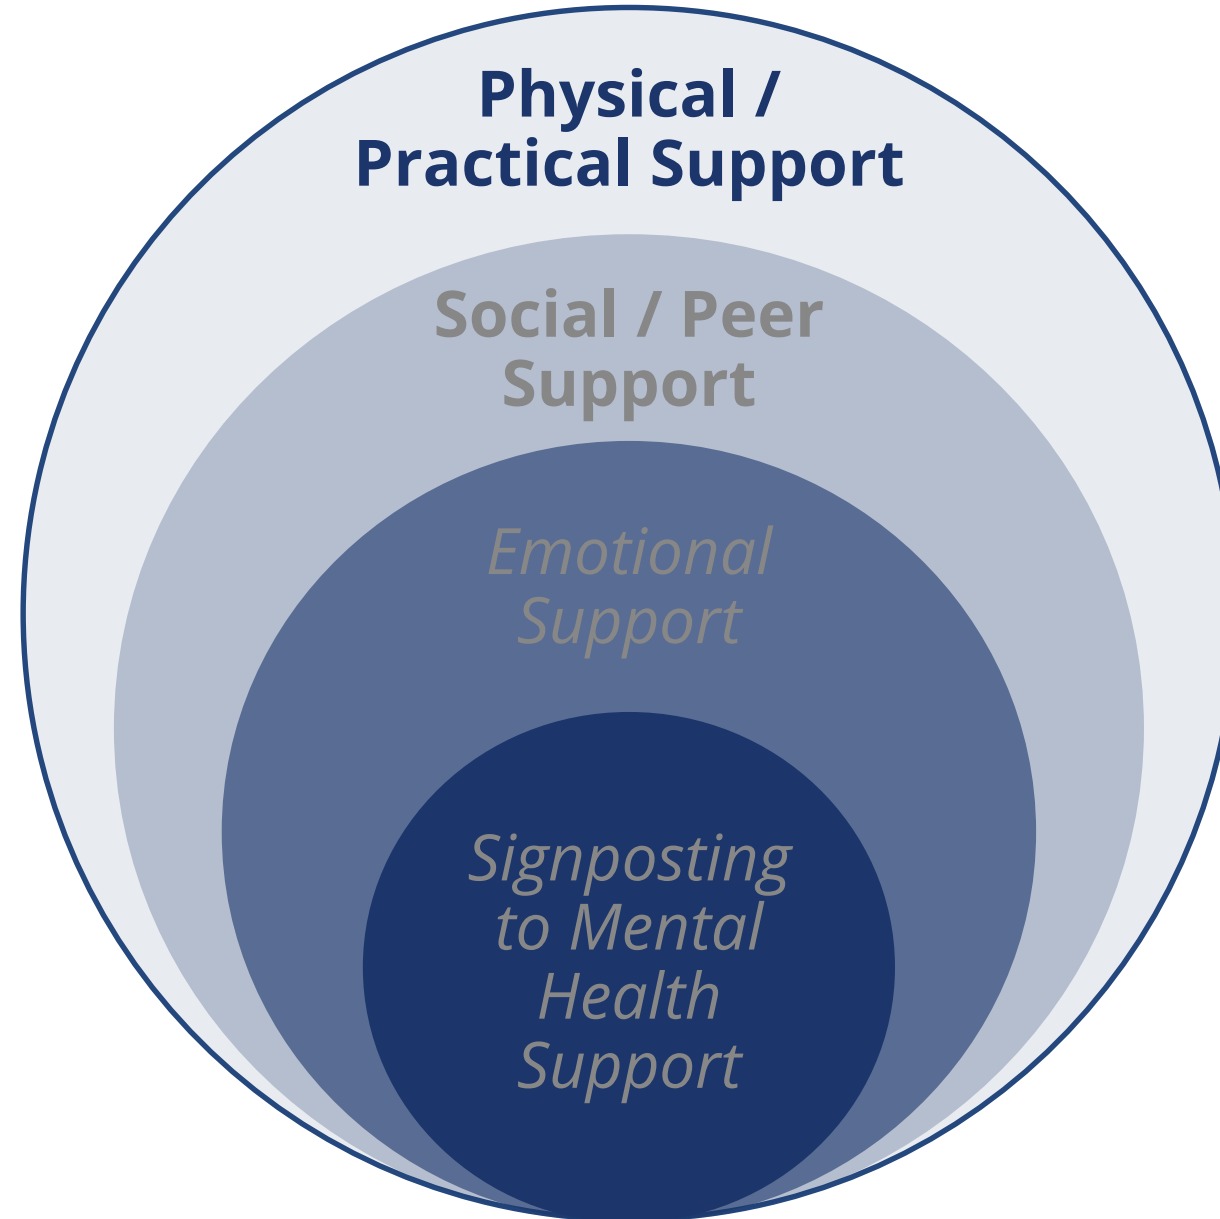 Physical /
Practical Support
Social / Peer
Support
Emotional
Support
Signposting
to Mental
Health
Support